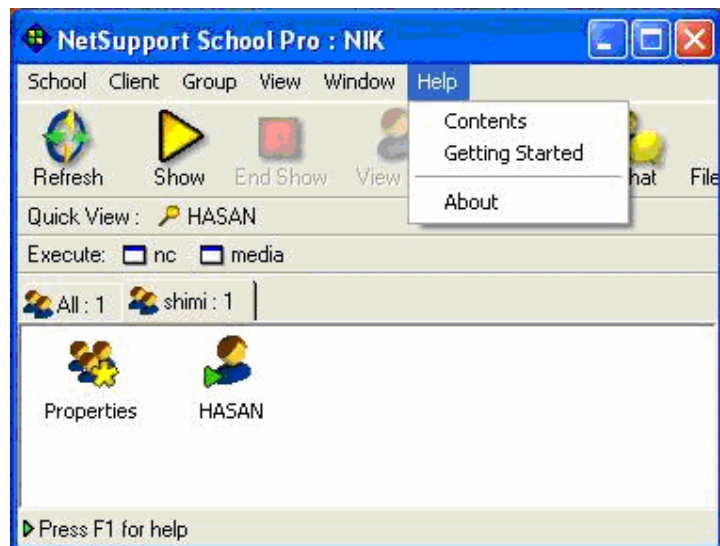 NetSupport School Pro : NIK
School Client Group View Window Help
Contents
Getting Started
About
Refresh Show End Show View hat File
Quick View : HASAN
Execute: nc media
All : 1 shimi : 1
Properties HASAN
Press F1 for help